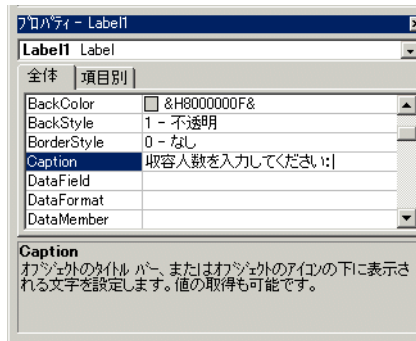 プロパティ - Label1
Label1 Label
全体 項目別
BackColor &H8000000F&
BackStyle 1 - 不透明
BorderStyle 0 - なし
Caption 収容人数を入力してください:
DataField
DataFormat
DataMember
Caption
オブジェクトのタイトル バー、またはオブジェクトのアイコンの下に表示さ
れる文字を設定します。値の取得も可能です。